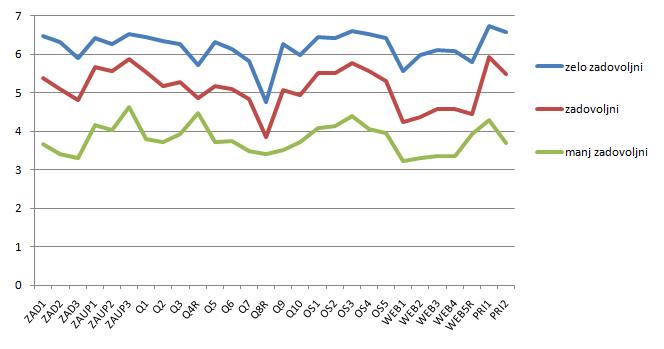 7
6
5
4
3
2
1
0
ZAD1 ZAD2 ZAD3 ZAUP1 ZAUP2 ZAUP3 Q1 Q2 Q3 Q4R Q5 Q6 Q7 Q8R Q9 Q10 OS1 OS2 OS3 OS4 OS5 WEB1 WEB2 WEB3 WEB4 WEB5R PRI1 PRI2
zelo zadovoljni
zadovoljni
manj zadovoljni